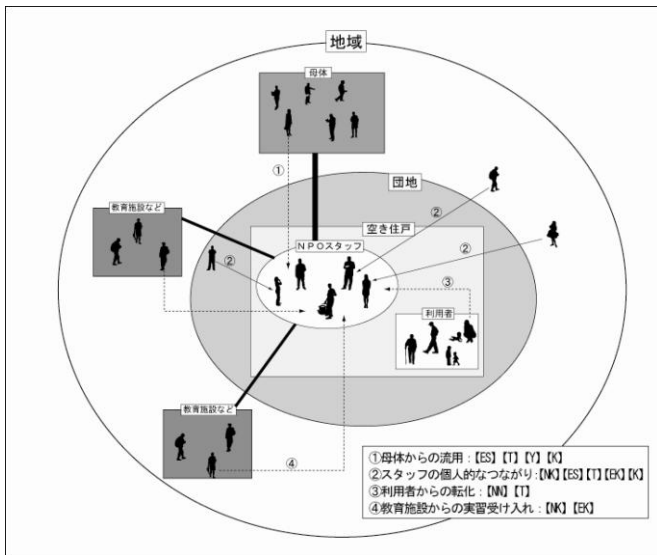 地域
母体
①
団地
②
教育施設など
空き住戸
NPOスタッフ
②
②
③
利用者
教育施設など
④
①母体からの流用：【ES】【T】【Y】【K】
②スタッフの個人的なつながり：【NK】【ES】【T】【EK】【K】
③利用者からの転化：【NN】【T】
④教育施設からの実習受け入れ：【NK】【EK】